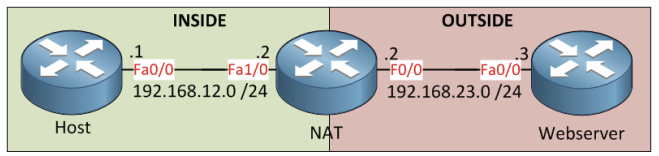 INSIDE OUTSIDE
.1 .2 .2 .3
Fa0/0 Fa1/0 F0/0 Fa0/0
192.168.12.0 /24 192.168.23.0 /24
Host NAT Webserver